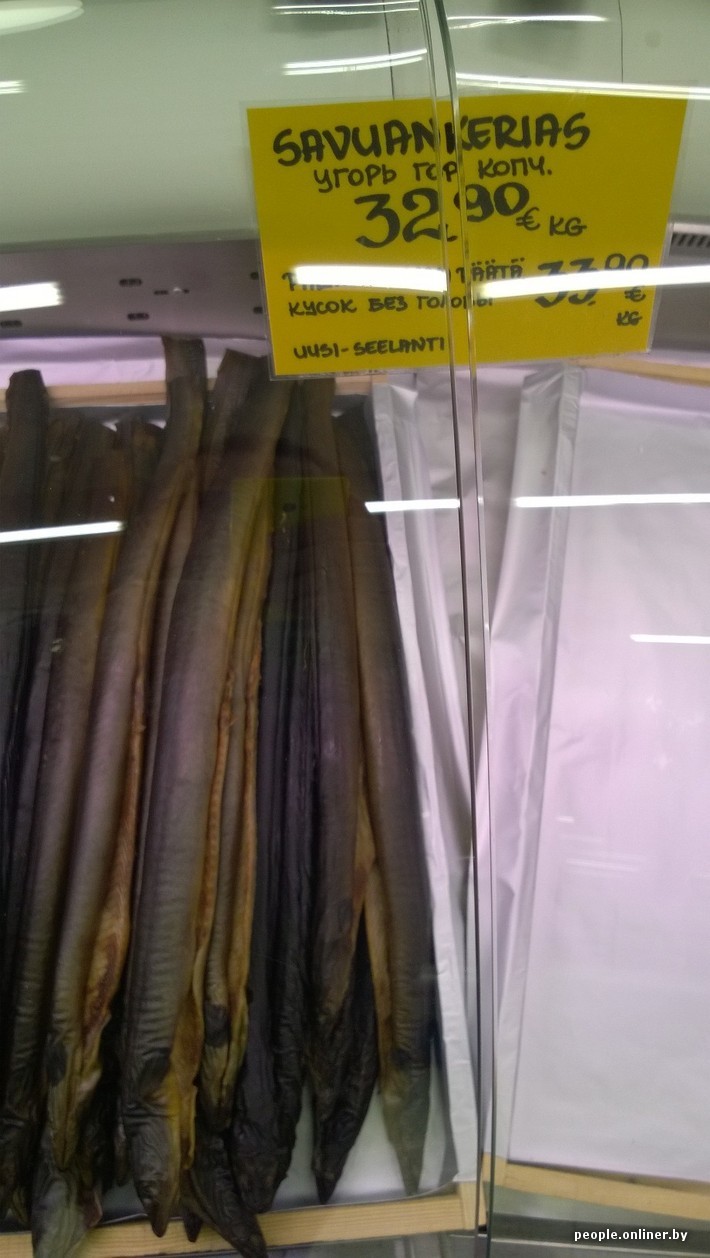 SAVUANKERIAS
УГОРЬ ГОР. КОПЧ.
32,90 € KG
33,90
КУСОК БЕЗ ГОЛОВЫ €
KG
UUSI-SEELANTI
people.onliner.by